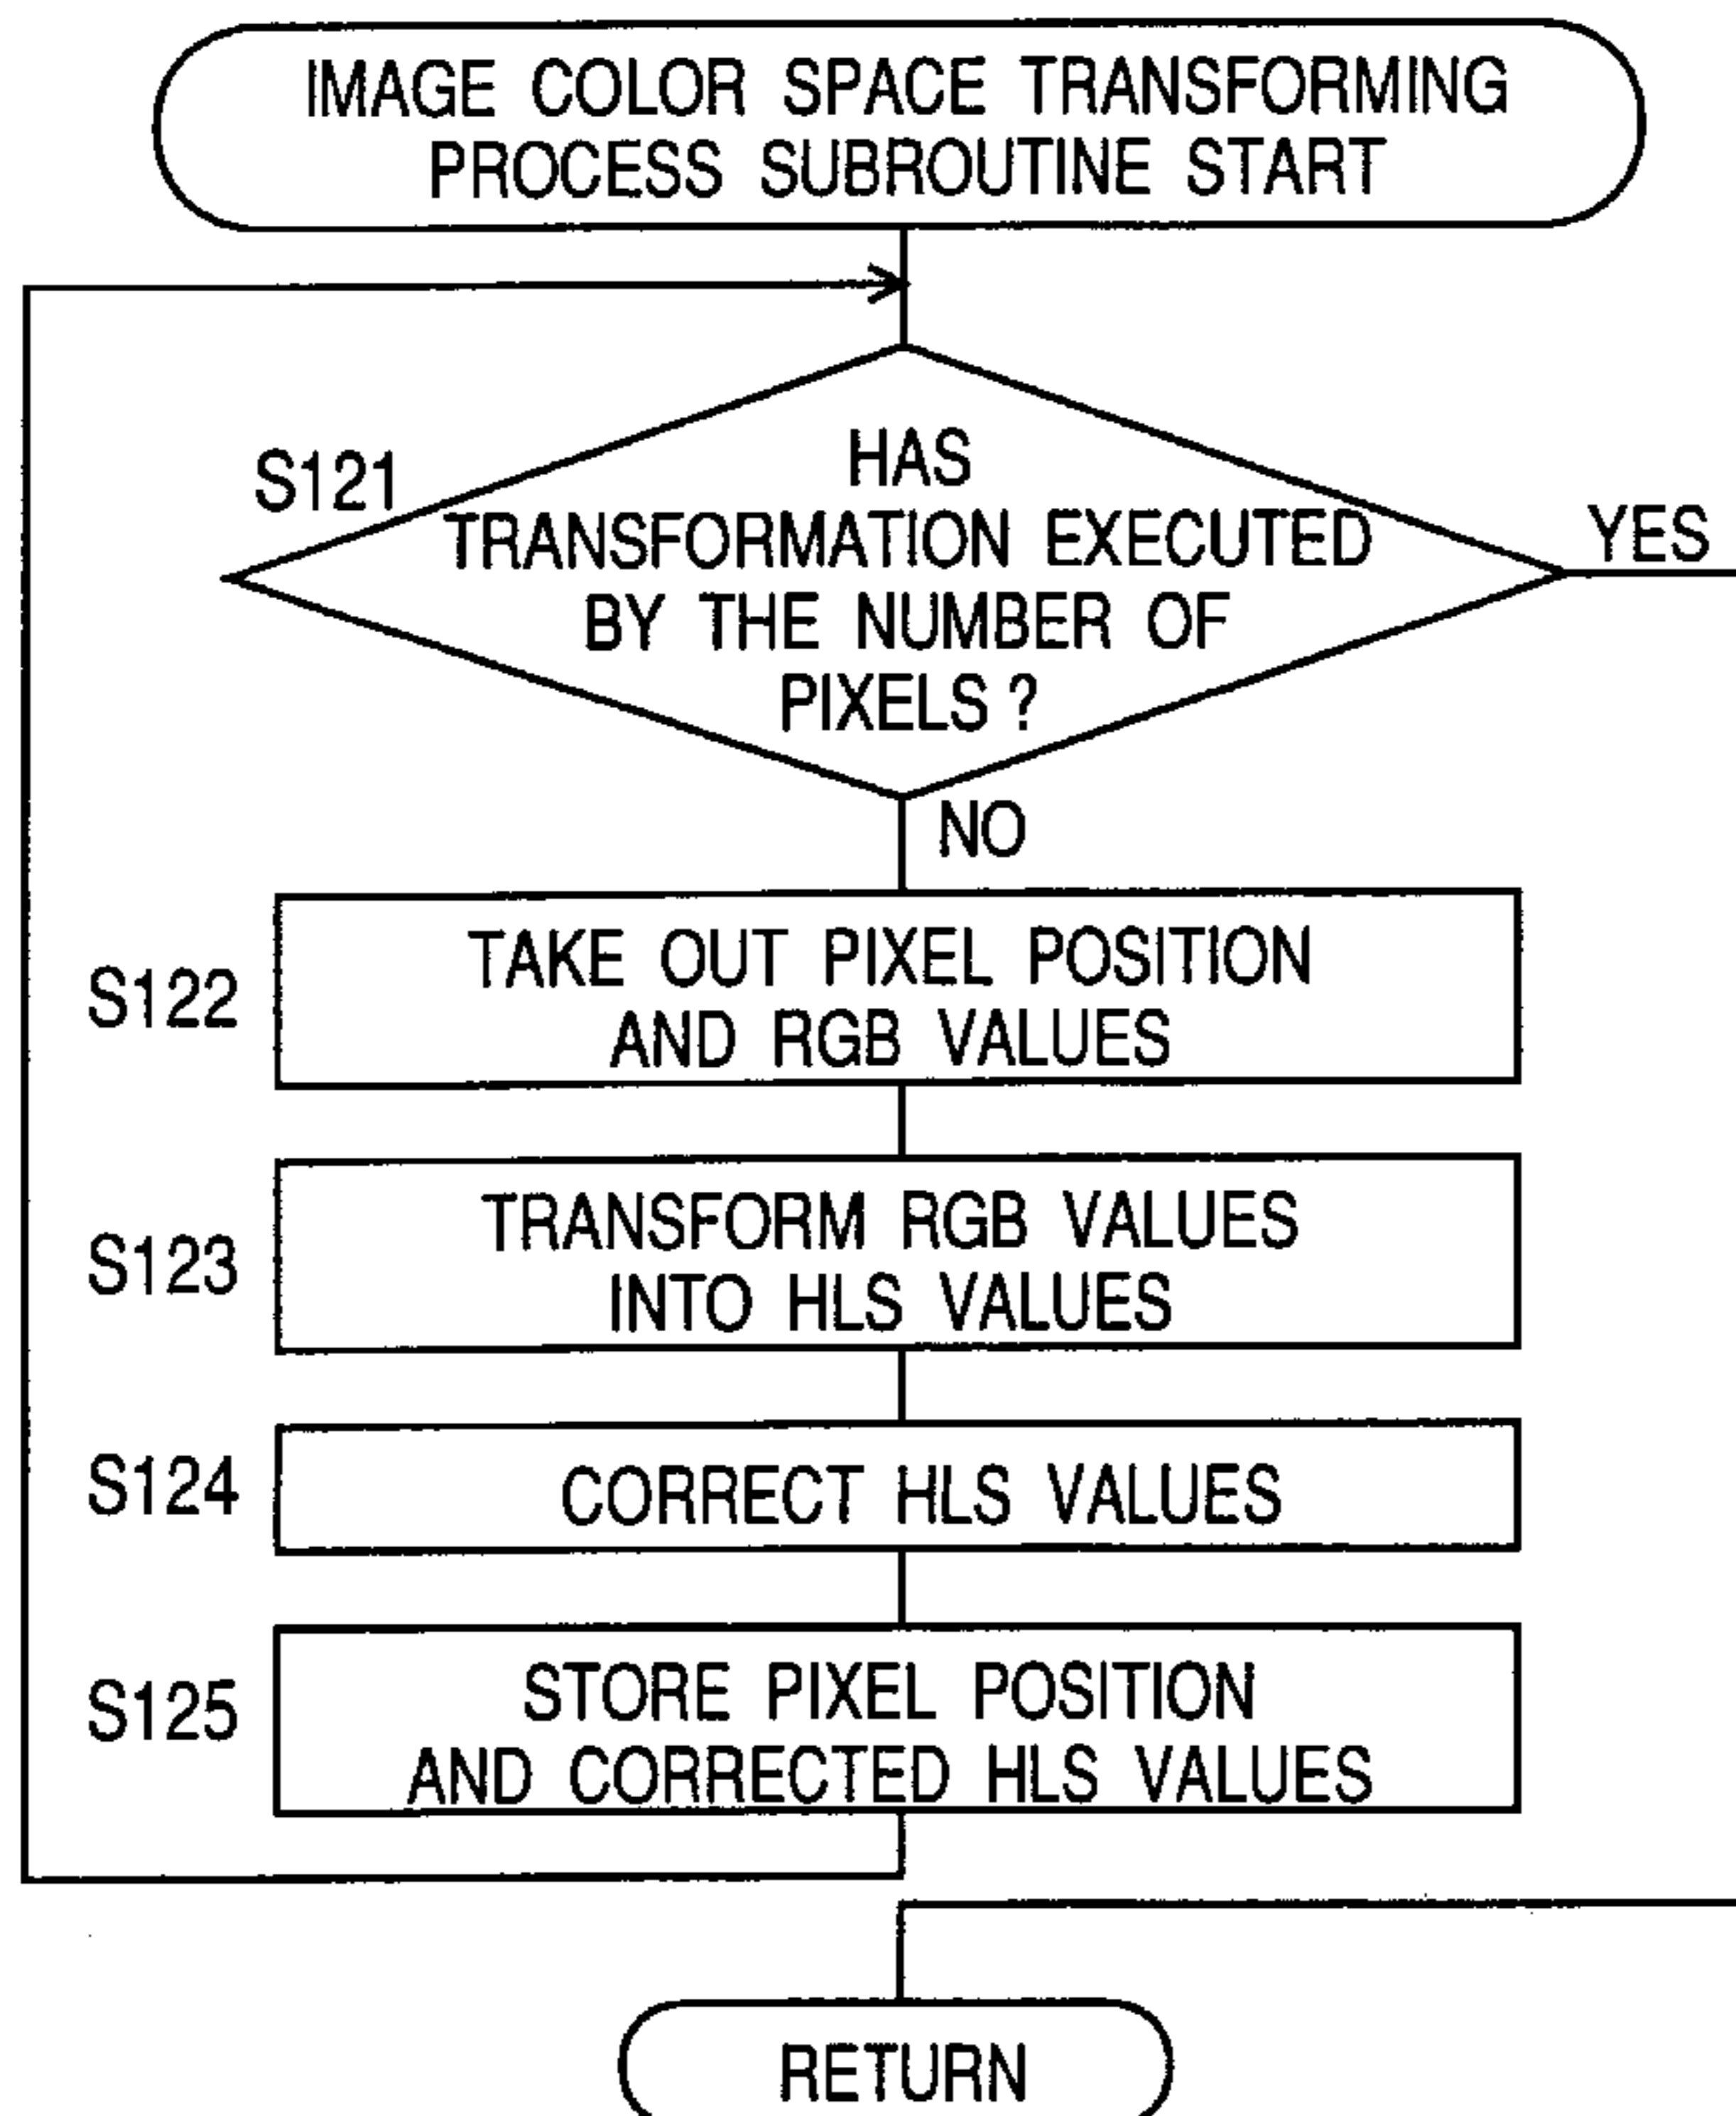 IMAGE COLOR SPACE TRANSFORMING
PROCESS SUBROUTINE START
S121
HAS
TRANSFORMATION EXECUTED
BY THE NUMBER OF
PIXELS ?
YES
NO
S122
TAKE OUT PIXEL POSITION
AND RGB VALUES
S123
TRANSFORM RGB VALUES
INTO HLS VALUES
S124
CORRECT HLS VALUES
S125
STORE PIXEL POSITION
AND CORRECTED HLS VALUES
RETURN